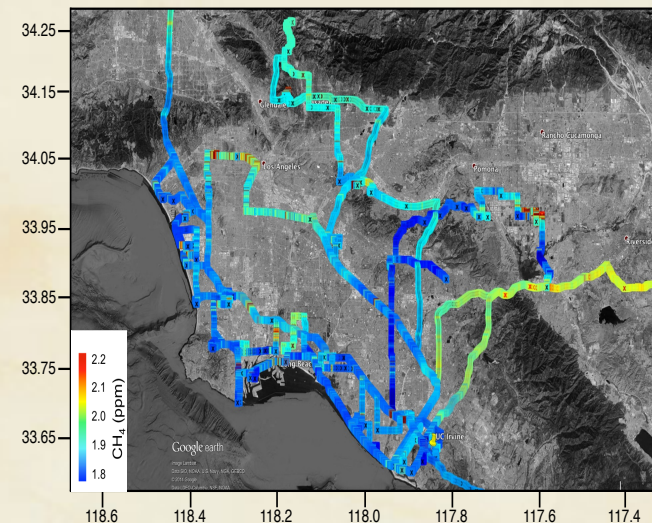 34.25
34.15
Glendale
34.05
Los Angeles
Rancho Cucamonga
Pomona
33.95
Riverside
33.85
33.75
2.2
2.1
2.0
1.9
1.8
CH₄ (ppm)
33.65
UC Irvine
Google earth
Image Landsat
118.6
118.4
118.2
118.0
117.8
117.6
117.4